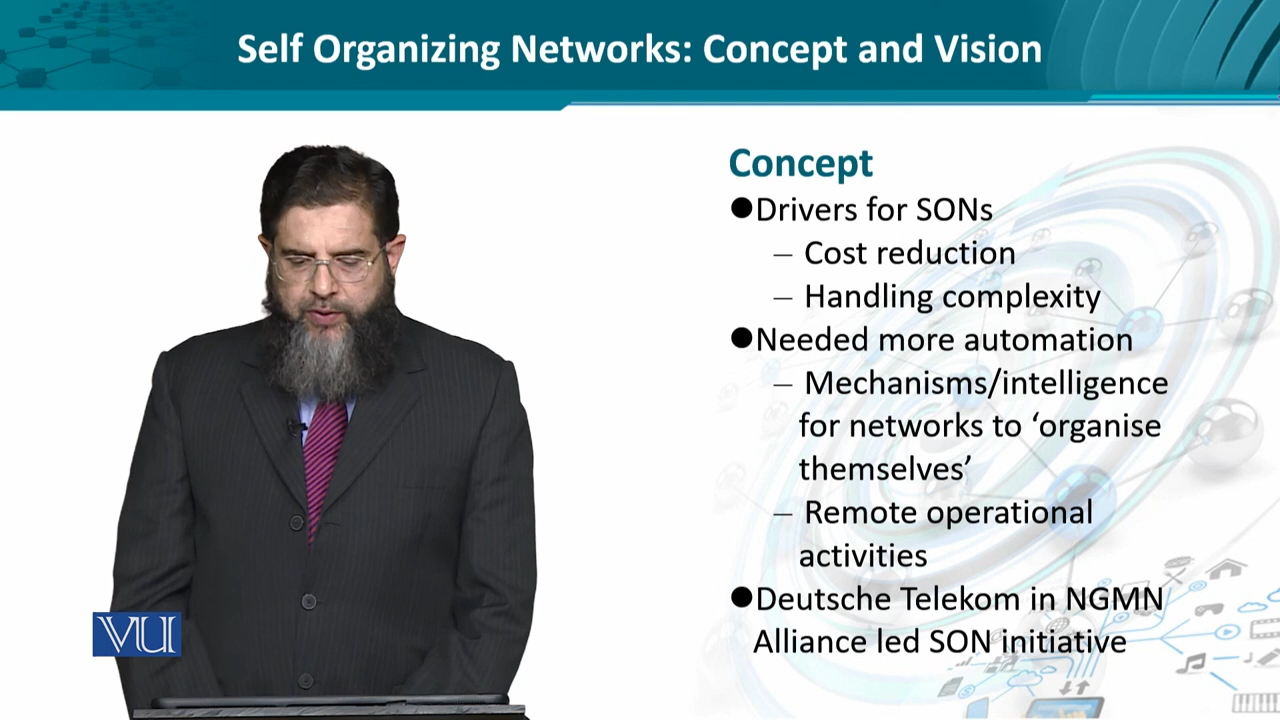 Self Organizing Networks: Concept and Vision
Concept
●Drivers for SONs
– Cost reduction
– Handling complexity
●Needed more automation
– Mechanisms/intelligence
for networks to ‘organise
themselves’
– Remote operational
activities
●Deutsche Telekom in NGMN
Alliance led SON initiative
VU